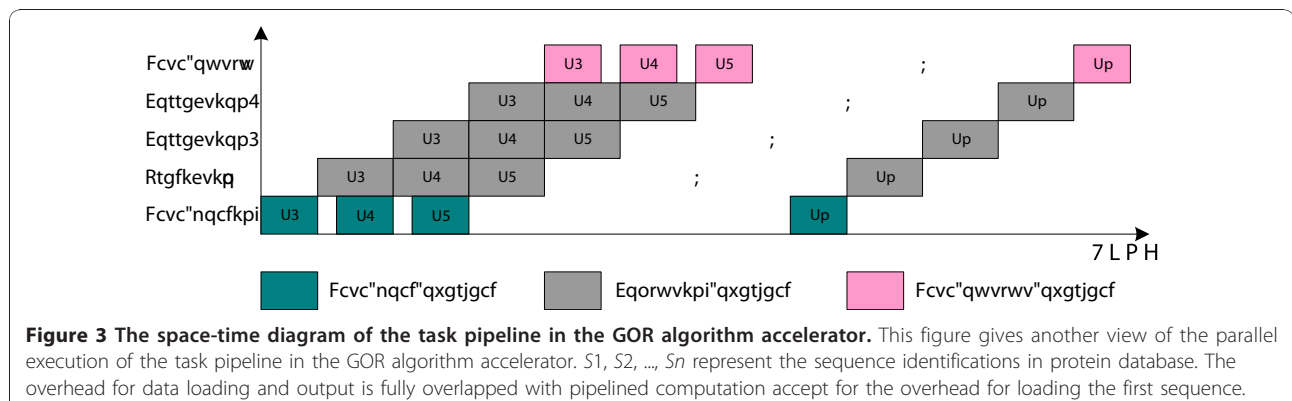 Fcvc"qwvrwv
U3 U4 U5 ; Up
Eqttgevkqp4
U3 U4 U5 ; Up
Eqttgevkqp3
U3 U4 U5 ; Up
Rtgfkevkqp
U3 U4 U5 ; Up
Fcvc"nqcfkpi
U3 U4 U5 Up
7 L P H
Fcvc"nqcf"qxgtjgcf Eqorwvkpi"qxgtjgcf Fcvc"qwvrwv"qxgtjgcf
Figure 3 The space-time diagram of the task pipeline in the GOR algorithm accelerator. This figure gives another view of the parallel
execution of the task pipeline in the GOR algorithm accelerator. S1, S2, ..., Sn represent the sequence identifications in protein database. The
overhead for data loading and output is fully overlapped with pipelined computation accept for the overhead for loading the first sequence.